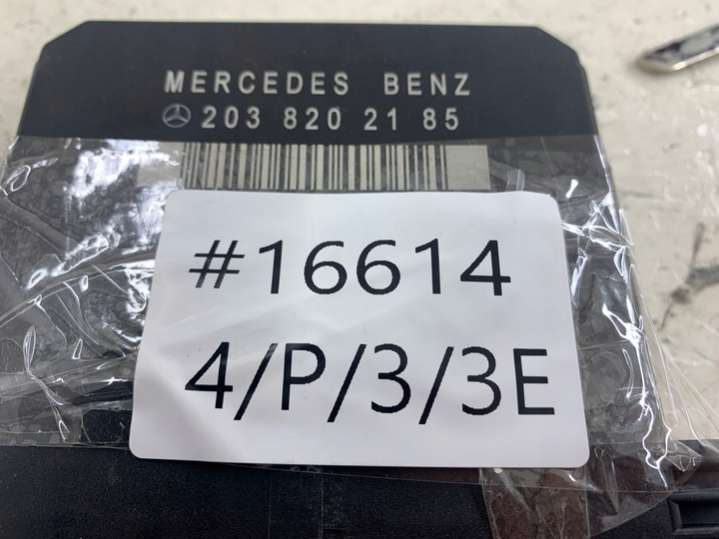 MERCEDES BENZ
203 820 21 85
#16614
4/P/3/3E